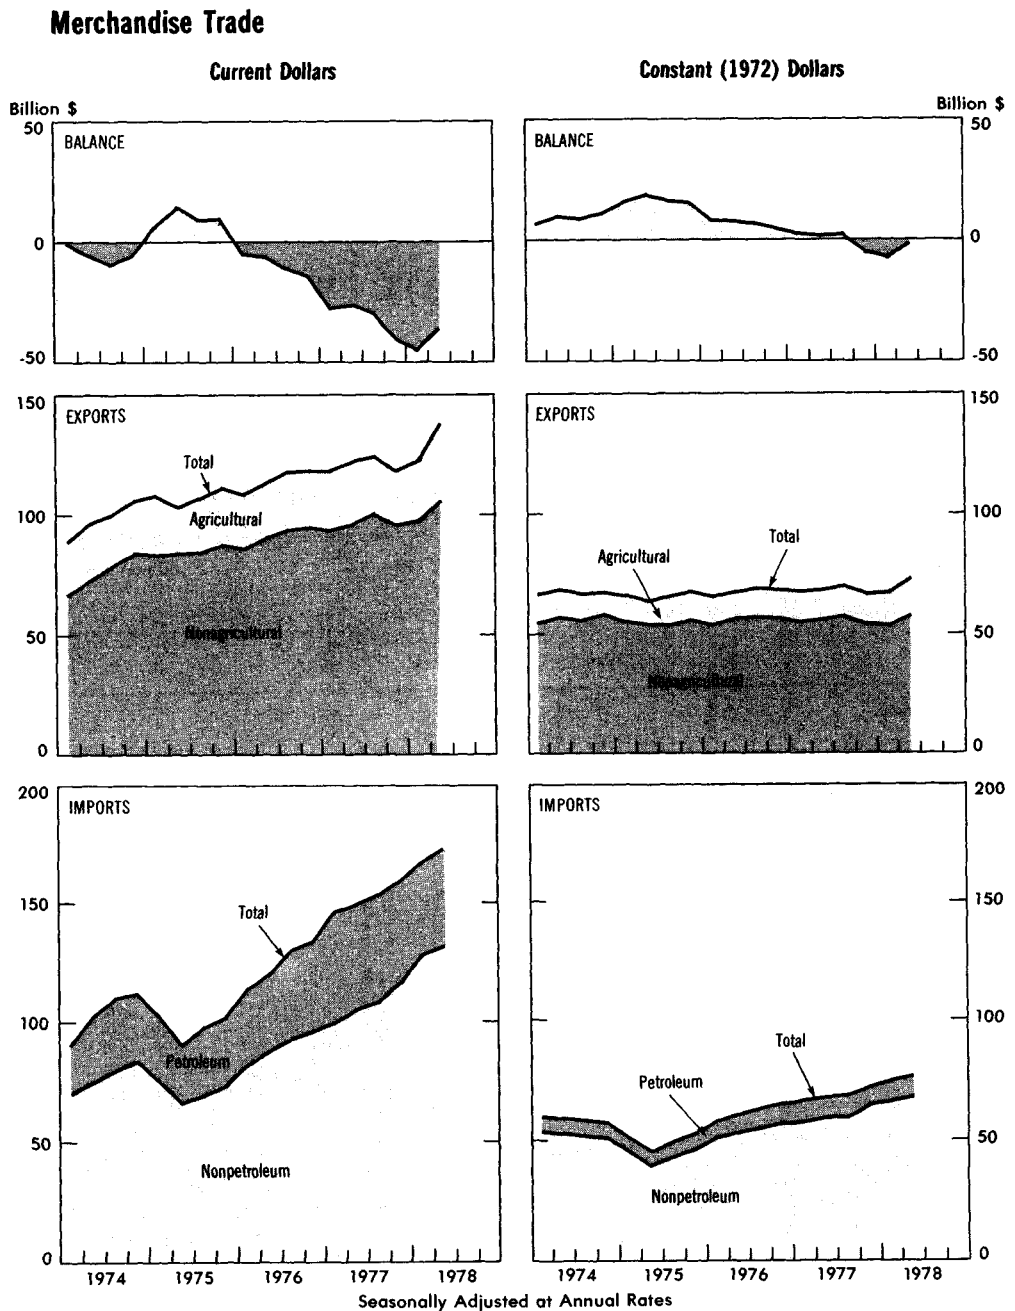 Merchandise Trade
Current Dollars
Constant (1972) Dollars
Billion $
Billion $
50
BALANCE
0
-50
BALANCE
50
0
-50
150
EXPORTS
Total
Agricultural
100
Nonagricultural
50
0
EXPORTS
150
100
Total
Agricultural
50
Nonagricultural
0
200
IMPORTS
150
Total
100
Petroleum
50
Nonpetroleum
0
1974 1975 1976 1977 1978
IMPORTS
200
150
100
Total
Petroleum
50
Nonpetroleum
0
1974 1975 1976 1977 1978
Seasonally Adjusted at Annual Rates